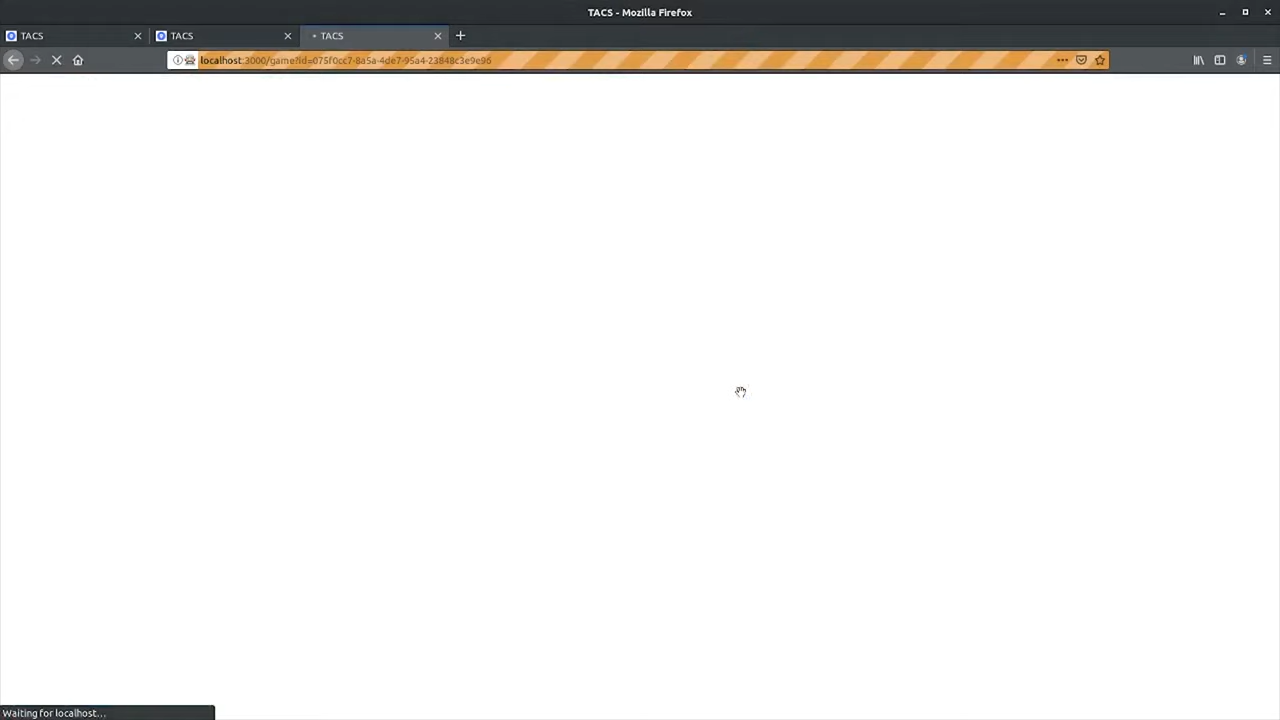 TACS - Mozilla Firefox
TACS
TACS
TACS
localhost:3000/game?id=075f0cc7-8a5a-4de7-95a4-23848c3e9e96
Waiting for localhost...